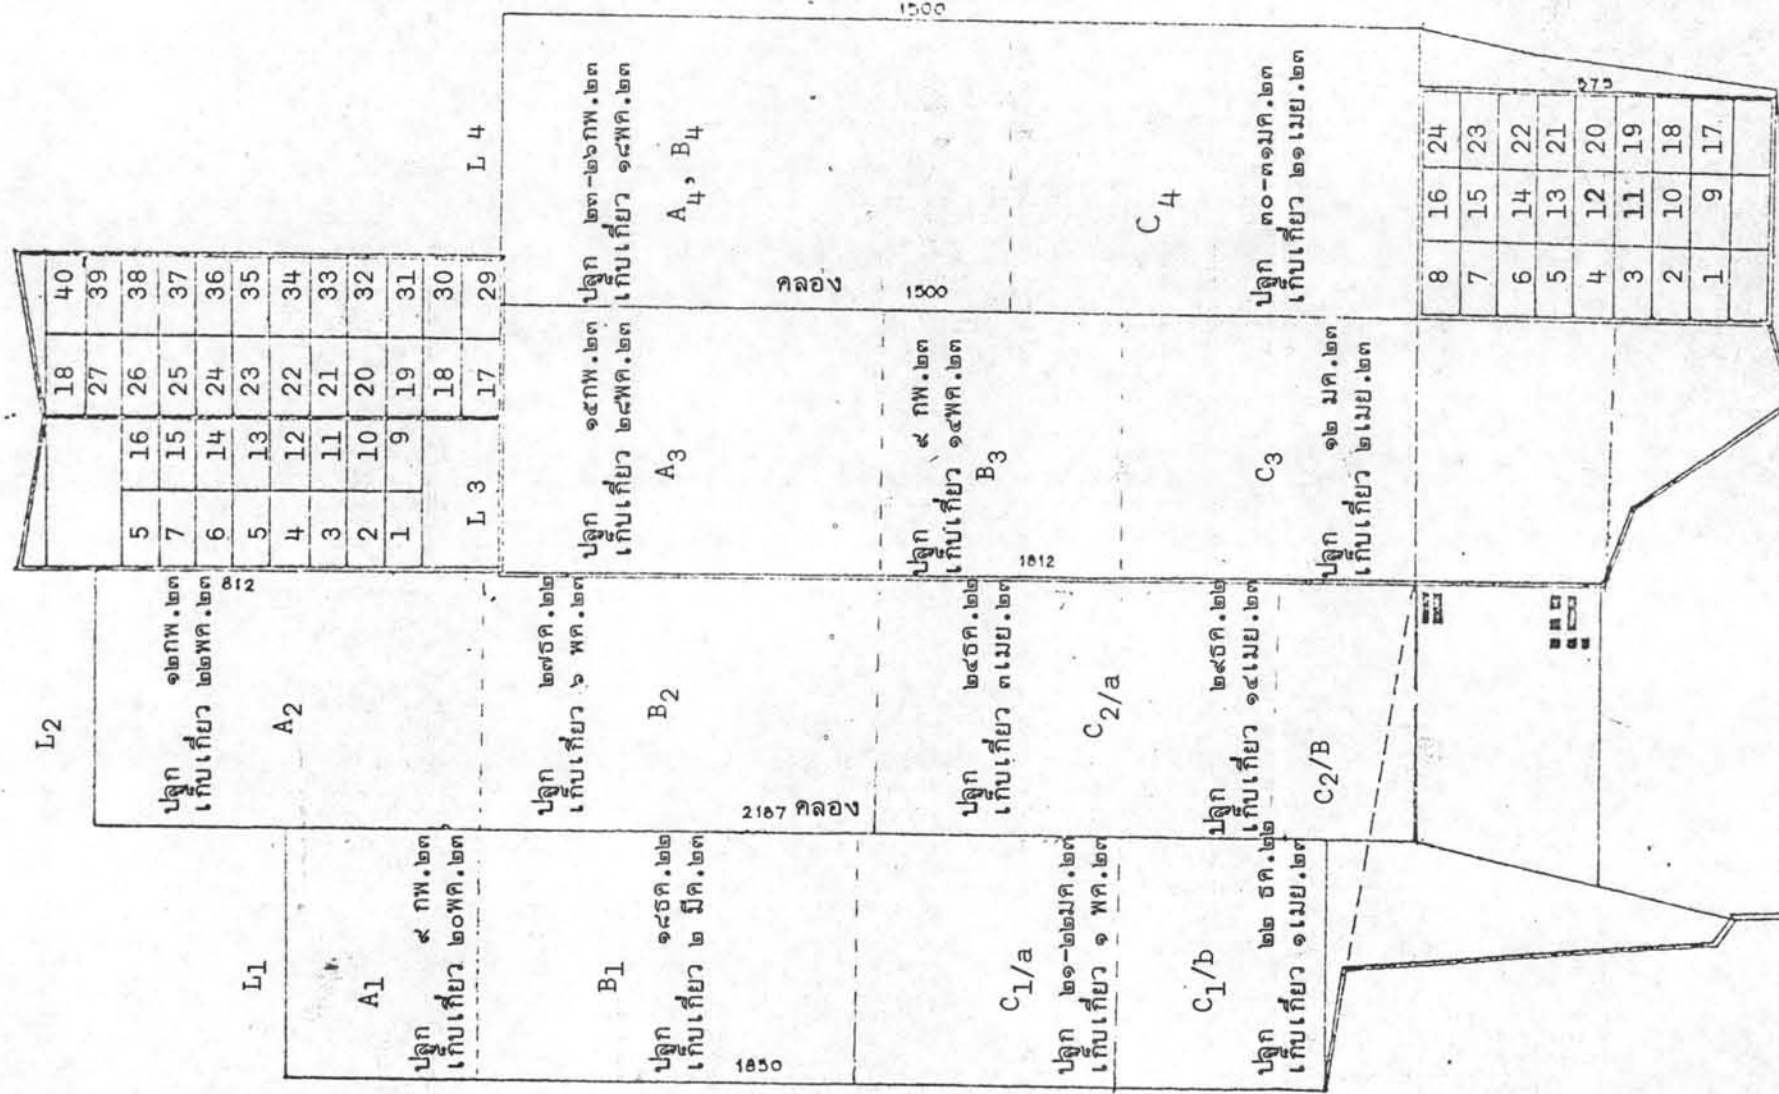 L2
ปลูก ๑๒กพ.๒๓
เก็บเกี่ยว ๒๒พค.๒๓
A2
812
L1
A1
ปลูก ๙ กพ.๒๓
เก็บเกี่ยว ๒๐พค.๒๓
18 40
27 39
5 16 26 38
7 15 25 37
6 14 24 36
5 13 23 35
4 12 22 34
3 11 21 33
2 10 20 32
1 9 19 31
18 30
L 3 17 29
L 4
1500
ปลูก ๒๓-๒๖กพ.๒๓
เก็บเกี่ยว ๑๘พค.๒๓
A4, B4
คลอง 1500
C4
ปลูก ๓๐-๓๑มค.๒๓
เก็บเกี่ยว ๒๑เมย.๒๓
ปลูก ๑๔กพ.๒๓
เก็บเกี่ยว ๒๘พค.๒๓
A3
ปลูก ๙ กพ.๒๓
เก็บเกี่ยว ๑๔พค.๒๓
B3
1812
C3
ปลูก ๑๒ มค.๒๓
เก็บเกี่ยว ๒เมย.๒๓
ปลูก ๒๗ธค.๒๒
เก็บเกี่ยว ๖ พค.๒๓
B2
2187 คลอง
ปลูก ๒๔ธค.๒๒
เก็บเกี่ยว ๓เมย.๒๓
C2/a
ปลูก ๒๙ธค.๒๒
เก็บเกี่ยว ๑๔เมย.๒๓
C2/B
B1
ปลูก ๑๘ธค.๒๒
เก็บเกี่ยว ๒ มีค.๒๓
1850
C1/a
ปลูก ๒๑-๒๒มค.๒๓
เก็บเกี่ยว ๑ พค.๒๓
C1/b
ปลูก ๒๒ ธค.๒๒
เก็บเกี่ยว ๑เมย.๒๓
573
8 16 24
7 15 23
6 14 22
5 13 21
4 12 20
3 11 19
2 10 18
1 9 17